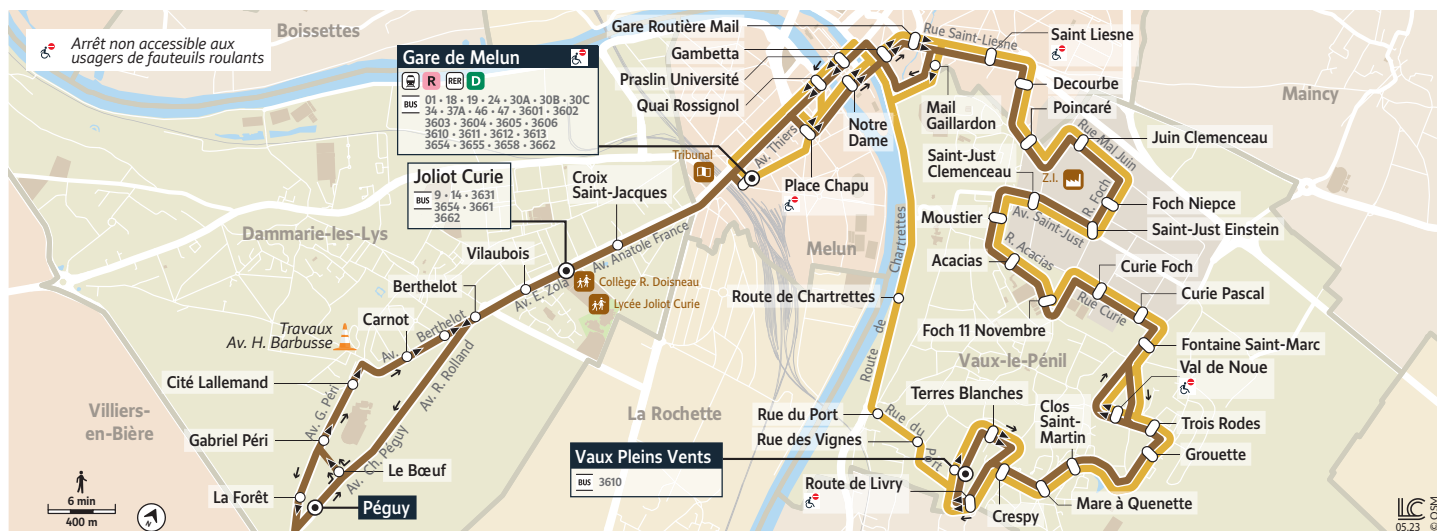 Arrêt non accessible aux
usagers de fauteuils roulants
Boissettes
Gare de Melun
R RER D
BUS 01 • 18 • 19 • 24 • 30A • 30B • 30C
34 • 37A • 46 • 47 • 3601 • 3602
3603 • 3604 • 3605 • 3606
3610 • 3611 • 3612 • 3613
3654 • 3655 • 3658 • 3662
Joliot Curie
BUS 9 • 14 • 3631
3654 • 3661
3662
Gare Routière Mail
Gambetta
Praslin Université
Quai Rossignol
Rue Saint-Liesne
Saint Liesne
Decourbe
Poincaré
Maincy
Mail
Gaillardon
Notre
Dame
Juin Clemenceau
Rue Mal Juin
Saint-Just
Clemenceau
Z.I.
R. Foch
Foch Niepce
Av. Saint-Just
Saint-Just Einstein
Moustier
R. Acacias
Acacias
Curie Foch
Rue Curie
Curie Pascal
Foch 11 Novembre
Fontaine Saint-Marc
Vaux-le-Pénil
Val de Noue
Trois Rodes
Grouette
Clos
Saint-
Martin
Mare à Quenette
Crespy
Terres Blanches
Route de Livry
Vaux Pleins Vents
BUS 3610
Rue du Port
Rue des Vignes
Rue du Port
Route de Chartrettes
Route de Chartrettes
Melun
Place Chapu
Av. Thiers
Tribunal
Croix
Saint-Jacques
Av. Anatole France
Dammarie-les-Lys
Vilaubois
Av. E. Zola
Collège R. Doisneau
Lycée Joliot Curie
Berthelot
Carnot
Av. Berthelot
Travaux
Av. H. Barbusse
Cité Lallemand
Av. G. Péri
Av. R. Rolland
La Rochette
Villiers-
en-Bière
Gabriel Péri
Av. Ch. Péguy
Le Bœuf
La Forêt
Péguy
6 min
400 m
N
LC
05.23
© OSM